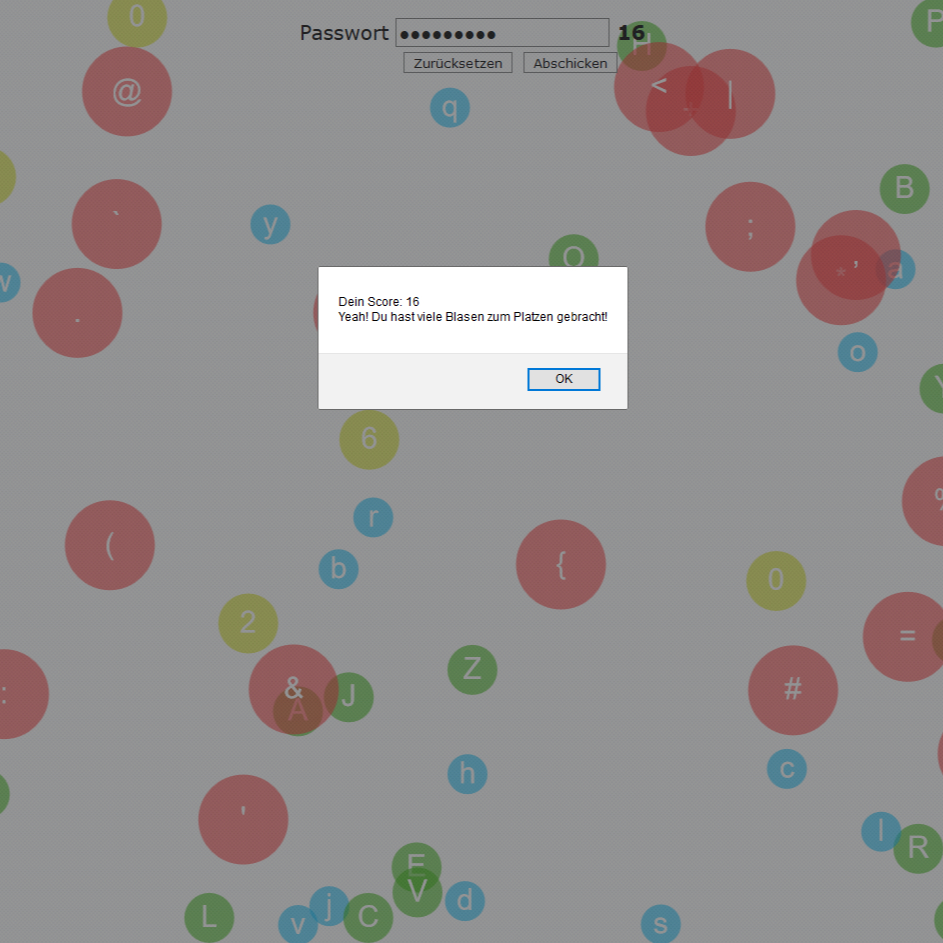 0
Passwort ●●●●●●●●● 16
P
H
Zurücksetzen Abschicken
@
<
|
q
B
`
y
;
O
'
*
a
w
.
Dein Score: 16
Yeah! Du hast viele Blasen zum Platzen gebracht!
o
OK
Y
6
%
r
(
b
{
0
2
=
Z
:
&
J
#
A
h
c
'
l
R
E
V
d
j
L
C
v
s